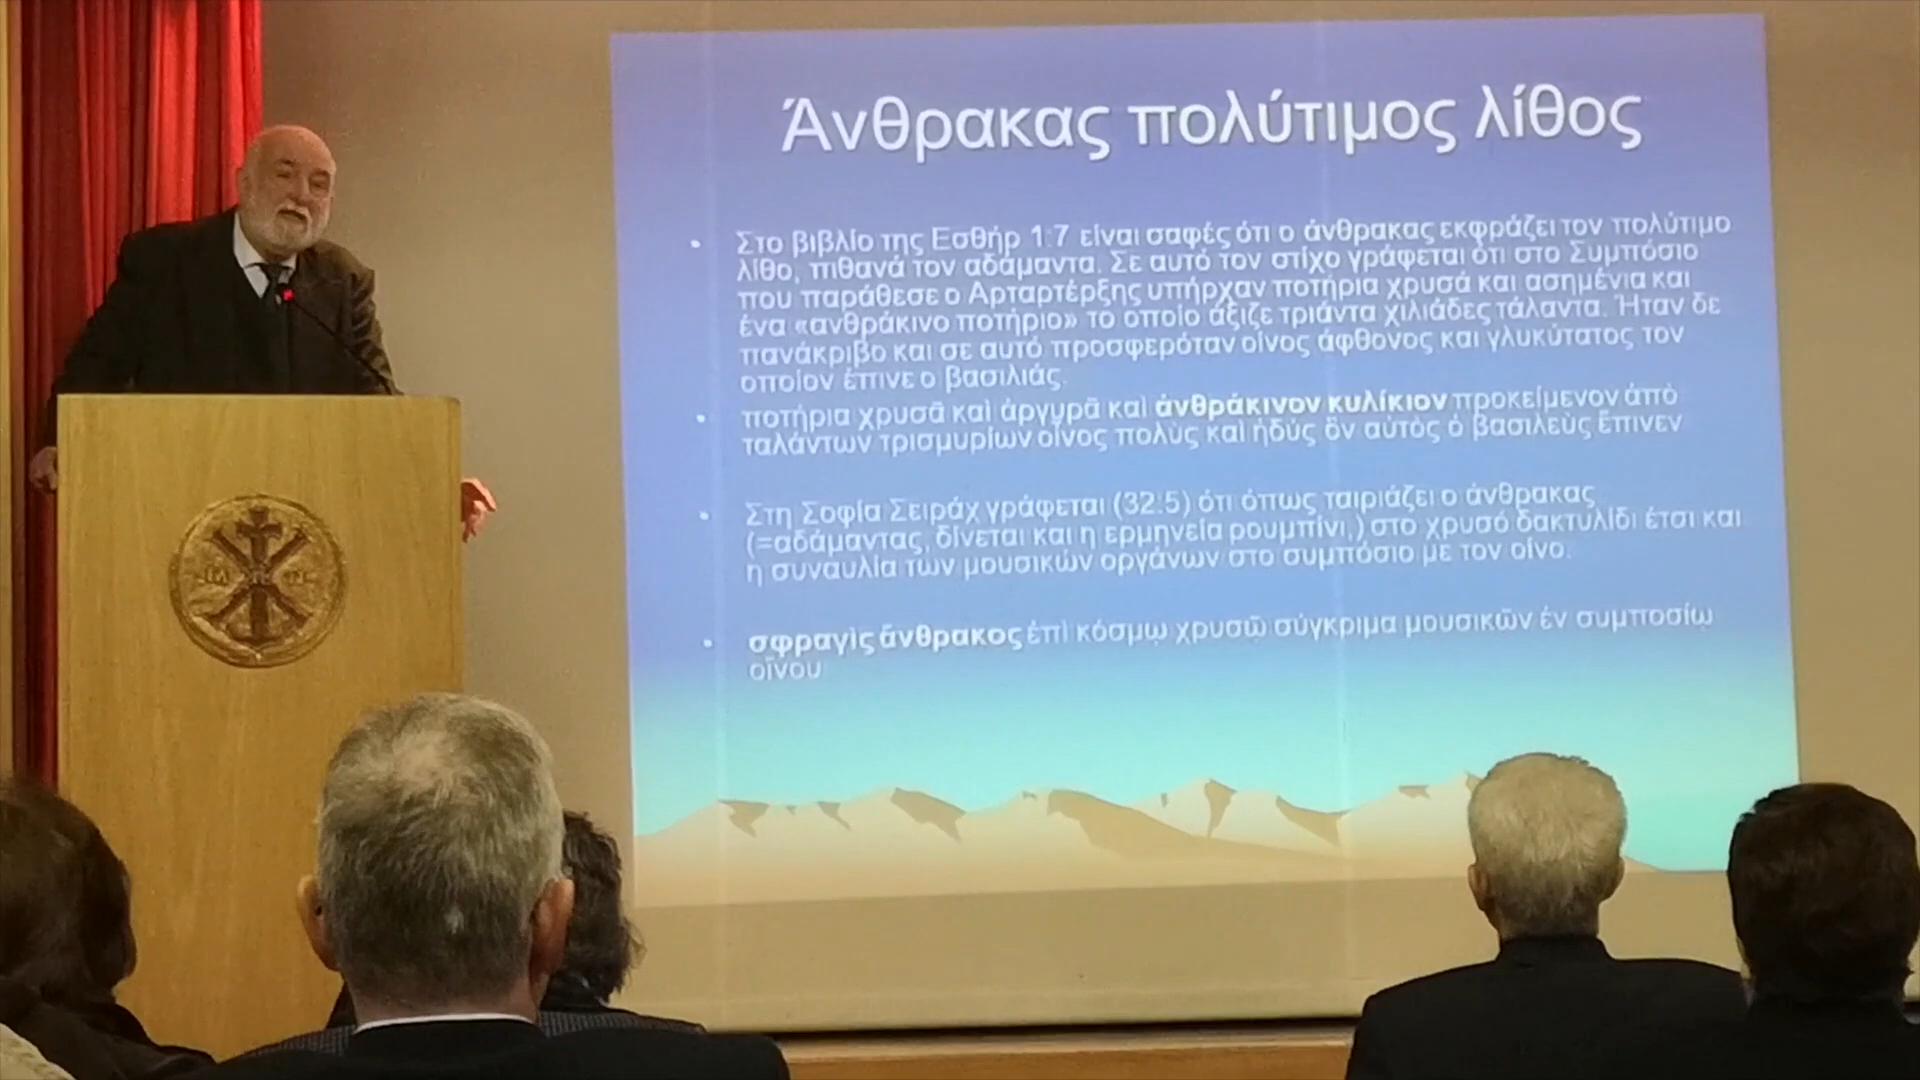 Άνθρακας πολύτιμος λίθος
• Στο βιβλίο της Εσθήρ 1:7 είναι σαφές ότι ο άνθρακας εκφράζει τον πολύτιμο
λίθο, πιθανά τον αδάμαντα. Σε αυτό τον στίχο γράφεται ότι στο Συμπόσιο
που παράθεσε ο Αρταρτέρξης υπήρχαν ποτήρια χρυσά και ασημένια και
ένα «ανθράκινο ποτήριο» το οποίο άξιζε τριάντα χιλιάδες τάλαντα. Ήταν δε
πανάκριβο και σε αυτό προσφερόταν οίνος άφθονος και γλυκύτατος τον
οποίον έπινε ο βασιλιάς.
• ποτήρια χρυσᾶ καὶ ἀργυρᾶ καὶ ἀνθράκινον κυλίκιον προκείμενον ἀπὸ
ταλάντων τρισμυρίων οἶνος πολὺς καὶ ἡδύς ὃν αὐτὸς ὁ βασιλεὺς ἔπινεν
• Στη Σοφία Σειράχ γράφεται (32:5) ότι όπως ταιριάζει ο άνθρακας
(=αδάμαντας, δίνεται και η ερμηνεία ρουμπίνι,) στο χρυσό δακτυλίδι έτσι και
η συναυλία των μουσικών οργάνων στο συμπόσιο με τον οίνο.
• σφραγὶς ἄνθρακος ἐπὶ κόσμῳ χρυσῷ σύγκριμα μουσικῶν ἐν συμποσίῳ
οἴνου